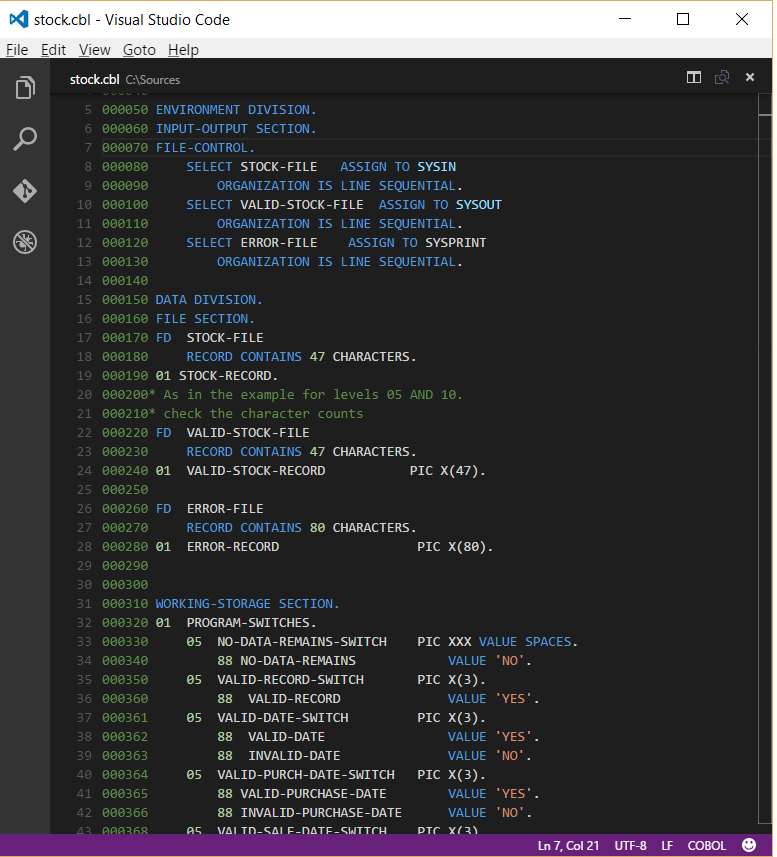 stock.cbl - Visual Studio Code
File Edit View Goto Help
stock.cbl C:\Sources
5 000050 ENVIRONMENT DIVISION.
6 000060 INPUT-OUTPUT SECTION.
7 000070 FILE-CONTROL.
8 000080     SELECT STOCK-FILE   ASSIGN TO SYSIN
9 000090         ORGANIZATION IS LINE SEQUENTIAL.
10 000100     SELECT VALID-STOCK-FILE  ASSIGN TO SYSOUT
11 000110         ORGANIZATION IS LINE SEQUENTIAL.
12 000120     SELECT ERROR-FILE    ASSIGN TO SYSPRINT
13 000130         ORGANIZATION IS LINE SEQUENTIAL.
14 000140
15 000150 DATA DIVISION.
16 000160 FILE SECTION.
17 000170 FD  STOCK-FILE
18 000180     RECORD CONTAINS 47 CHARACTERS.
19 000190 01 STOCK-RECORD.
20 000200* As in the example for levels 05 AND 10.
21 000210* check the character counts
22 000220 FD  VALID-STOCK-FILE
23 000230     RECORD CONTAINS 47 CHARACTERS.
24 000240 01  VALID-STOCK-RECORD           PIC X(47).
25 000250
26 000260 FD  ERROR-FILE
27 000270     RECORD CONTAINS 80 CHARACTERS.
28 000280 01  ERROR-RECORD                  PIC X(80).
29 000290
30 000300
31 000310 WORKING-STORAGE SECTION.
32 000320 01  PROGRAM-SWITCHES.
33 000330     05  NO-DATA-REMAINS-SWITCH    PIC XXX VALUE SPACES.
34 000340         88 NO-DATA-REMAINS            VALUE 'NO'.
35 000350     05  VALID-RECORD-SWITCH       PIC X(3).
36 000360         88  VALID-RECORD              VALUE 'YES'.
37 000361     05  VALID-DATE-SWITCH         PIC X(3).
38 000362         88  VALID-DATE                VALUE 'YES'.
39 000363         88  INVALID-DATE              VALUE 'NO'.
40 000364     05  VALID-PURCH-DATE-SWITCH   PIC X(3).
41 000365         88 VALID-PURCHASE-DATE        VALUE 'YES'.
42 000366         88 INVALID-PURCHASE-DATE      VALUE 'NO'.
43 000368     05  VALID-SALE-DATE-SWITCH    PIC X(3)
Ln 7, Col 21 UTF-8 LF COBOL